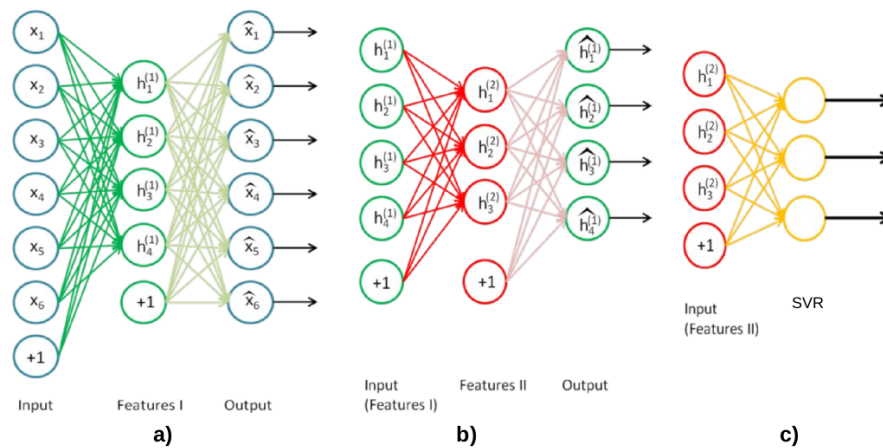 x₁
x₂
x₃
x₄
x₅
x₆
+1
Input
h₁⁽¹⁾
h₂⁽¹⁾
h₃⁽¹⁾
h₄⁽¹⁾
+1
Features I
x̂₁
x̂₂
x̂₃
x̂₄
x̂₅
x̂₆
Output
a)
h₁⁽¹⁾
h₂⁽¹⁾
h₃⁽¹⁾
h₄⁽¹⁾
+1
Input
(Features I)
h₁⁽²⁾
h₂⁽²⁾
h₃⁽²⁾
+1
Features II
ĥ₁⁽¹⁾
ĥ₂⁽¹⁾
ĥ₃⁽¹⁾
ĥ₄⁽¹⁾
Output
b)
h₁⁽²⁾
h₂⁽²⁾
h₃⁽²⁾
+1
Input
(Features II)
SVR
c)